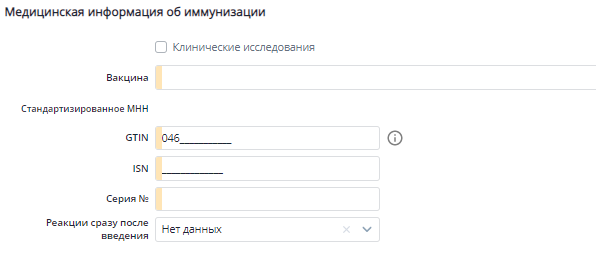 Медицинская информация об иммунизации
Клинические исследования
Вакцина
Стандартизированное МНН
GTIN 046__________
ISN _____________
Серия №
Реакции сразу после
введения
Нет данных